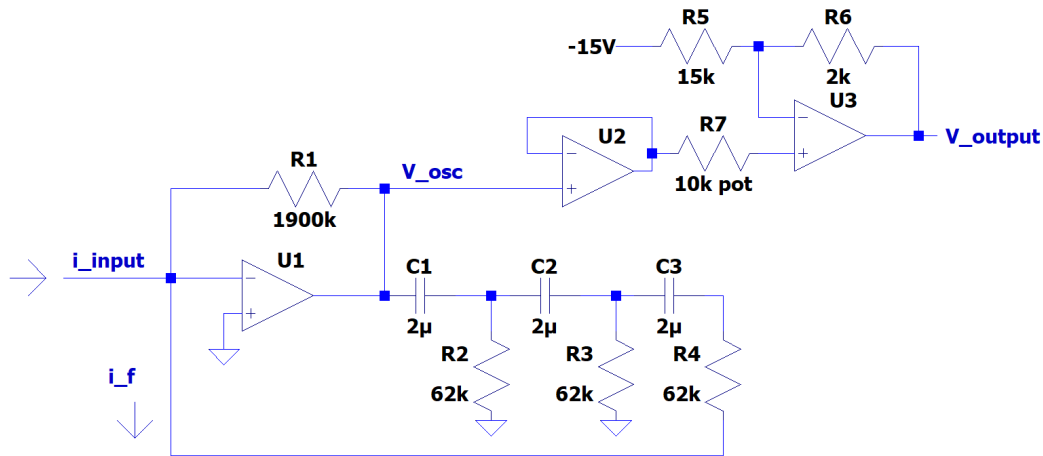 R5
R6
-15V
15k
2k
U3
U2
R7
V_output
10k pot
R1
V_osc
1900k
i_input
U1
C1
C2
C3
2µ
2µ
2µ
R2
R3
R4
i_f
62k
62k
62k
-
+
-
+
-
+